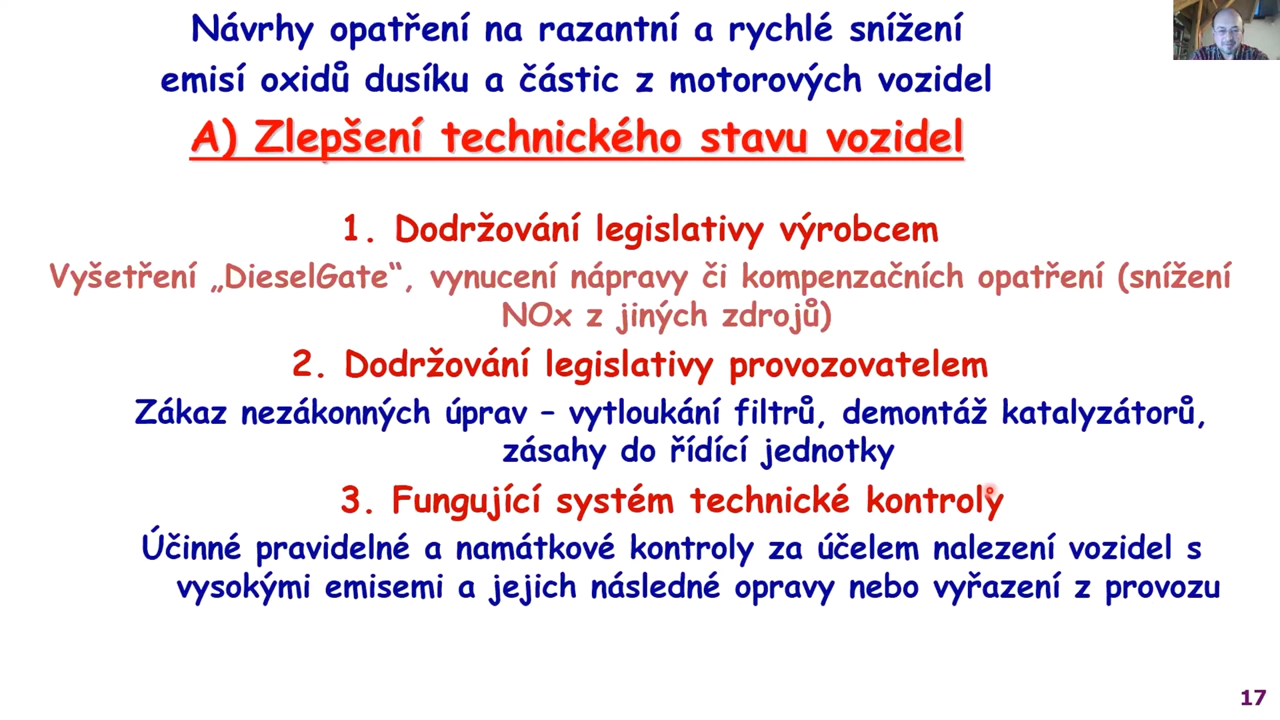 Návrhy opatření na razantní a rychlé snížení
emisí oxidů dusíku a částic z motorových vozidel
A) Zlepšení technického stavu vozidel
1. Dodržování legislativy výrobcem
Vyšetření „DieselGate“, vynucení nápravy či kompenzačních opatření (snížení
NOx z jiných zdrojů)
2. Dodržování legislativy provozovatelem
Zákaz nezákonných úprav – vytloukání filtrů, demontáž katalyzátorů,
zásahy do řídící jednotky
3. Fungující systém technické kontroly
Účinné pravidelné a namátkové kontroly za účelem nalezení vozidel s
vysokými emisemi a jejich následné opravy nebo vyřazení z provozu
17